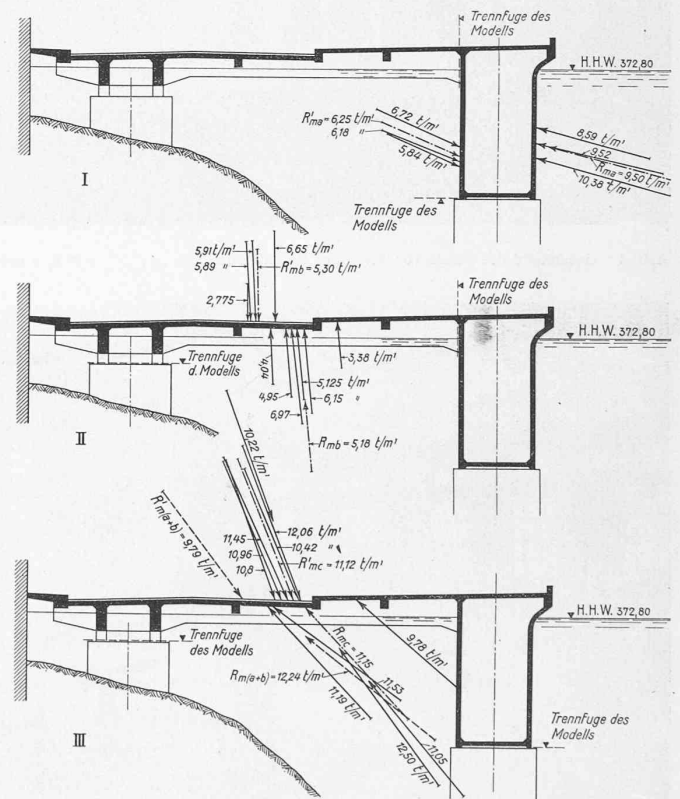 Trennfuge des
Modells
H.H.W. 372,80
R'ma = 6,25 t/m'
6,18 "
6,72 t/m'
5,84 t/m'
8,59 t/m'
9,52
Rma = 9,50 t/m'
10,38 t/m'
I
Trennfuge des
Modells
5,91 t/m'
5,89 "
2,775
6,65 t/m'
R'mb = 5,30 t/m'
Trennfuge des
Modells
H.H.W. 372,80
Trennfuge
d. Modells
4,04
4,95
6,97
3,38 t/m'
5,125 t/m'
6,15 "
Rmb = 5,18 t/m'
II
10,22 t/m'
R'm(a+b) = 9,79 t/m'
11,45
10,96
10,8
12,06 t/m'
10,42 "
R'mc = 11,12 t/m'
H.H.W. 372,80
Trennfuge
des Modells
Rmc = 11,15
9,78 t/m'
Rm(a+b) = 12,24 t/m'
11,53
11,19 t/m'
11,05
12,50 t/m'
III
Trennfuge des
Modells